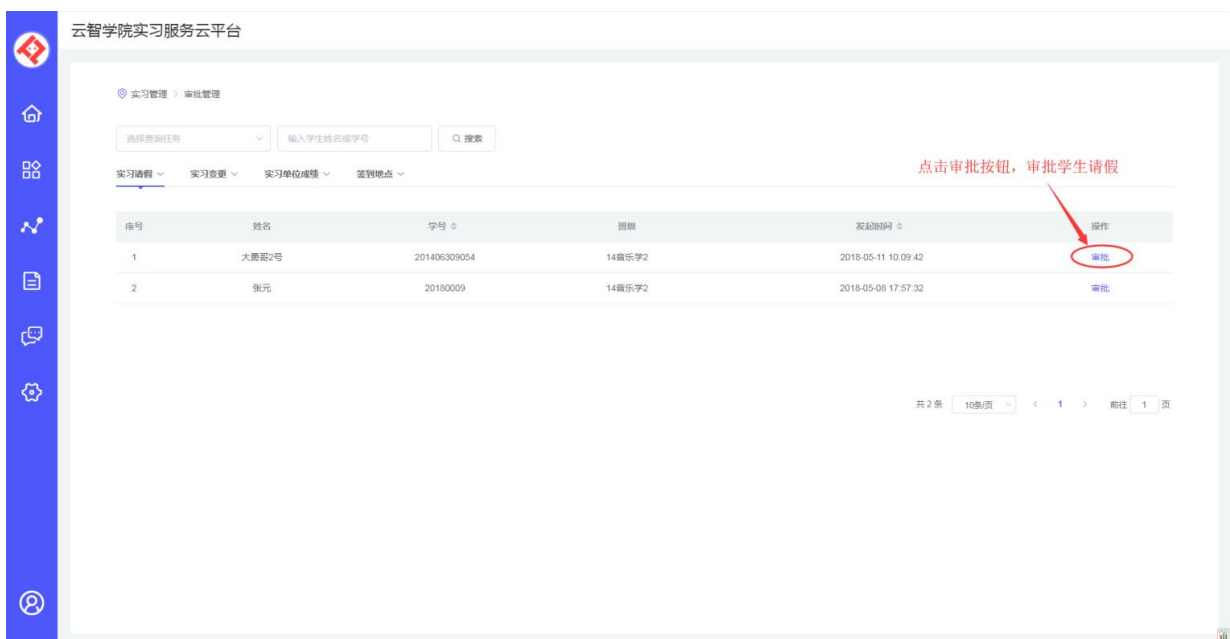 云智学院实习服务云平台
实习管理 > 审批管理
选择查询任务 输入学生姓名或学号 搜索
点击审批按钮，审批学生请假
实习请假 实习变更 实习单位成绩 签到地点
序号 姓名 学号 班级 发起时间 操作
1 大勇哥2号 201406309054 14音乐学2 2018-05-11 10:09:42 审批
2 张元 20180009 14音乐学2 2018-05-08 17:57:32 审批
共 2 条 10条/页 < 1 > 前往 1 页